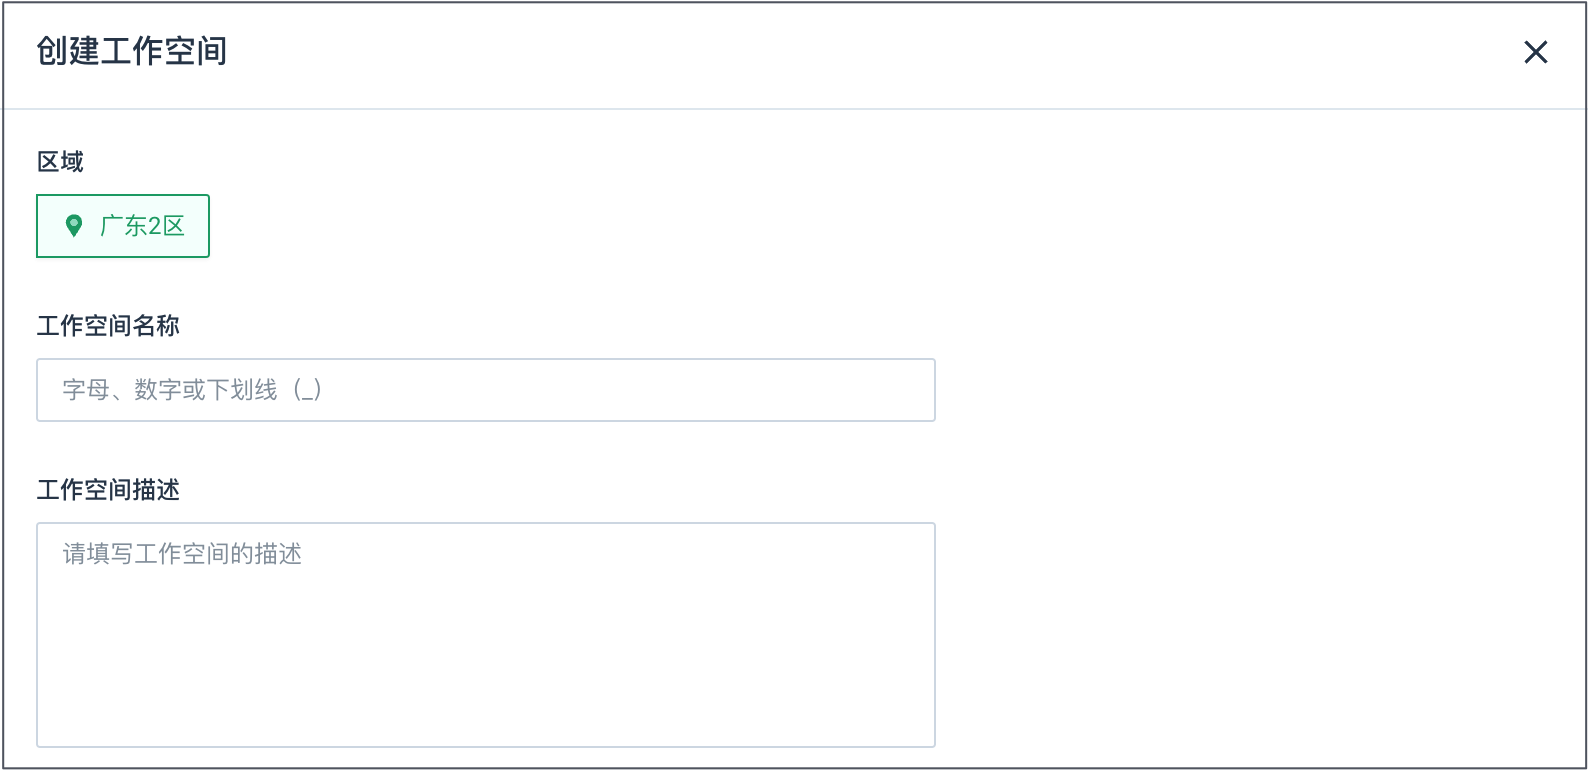 创建工作空间
区域
广东2区
工作空间名称
字母、数字或下划线 (_)
工作空间描述
请填写工作空间的描述